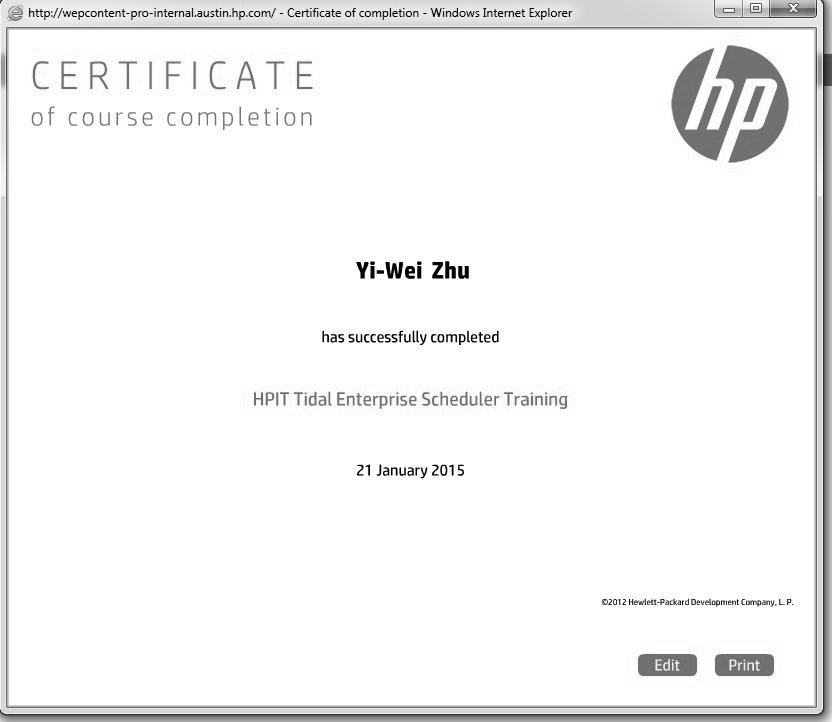 http://wepcontent-pro-internal.austin.hp.com/ - Certificate of completion - Windows Internet Explorer
CERTIFICATE
of course completion
hp
Yi-Wei Zhu
has successfully completed
HPIT Tidal Enterprise Scheduler Training
21 January 2015
©2012 Hewlett-Packard Development Company, L. P.
Edit Print